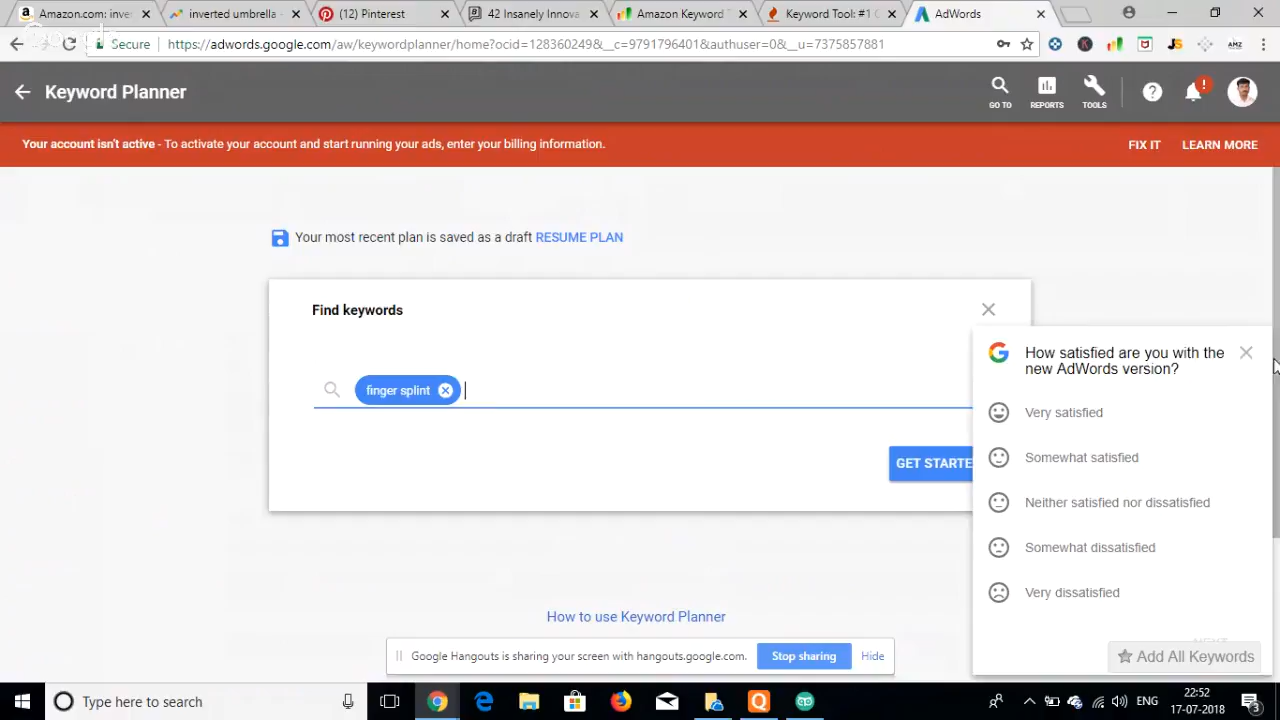 Amazon.com: inve
inverted umbrella -
(12) Pinterest
42 Insanely Innova
Amazon Keyword T
Keyword Tool: #1 G
AdWords
Secure
https://adwords.google.com/aw/keywordplanner/home?ocid=128360249&__c=9791796401&authuser=0&__u=7375857881
Keyword Planner
GO TO
REPORTS
TOOLS
Your account isn't active - To activate your account and start running your ads, enter your billing information.
FIX IT
LEARN MORE
Your most recent plan is saved as a draft RESUME PLAN
Find keywords
finger splint
GET STARTE
How satisfied are you with the
new AdWords version?
Very satisfied
Somewhat satisfied
Neither satisfied nor dissatisfied
Somewhat dissatisfied
Very dissatisfied
NEXT
Add All Keywords
How to use Keyword Planner
Google Hangouts is sharing your screen with hangouts.google.com.
Stop sharing
Hide
Type here to search
ENG
22:52
17-07-2018
3